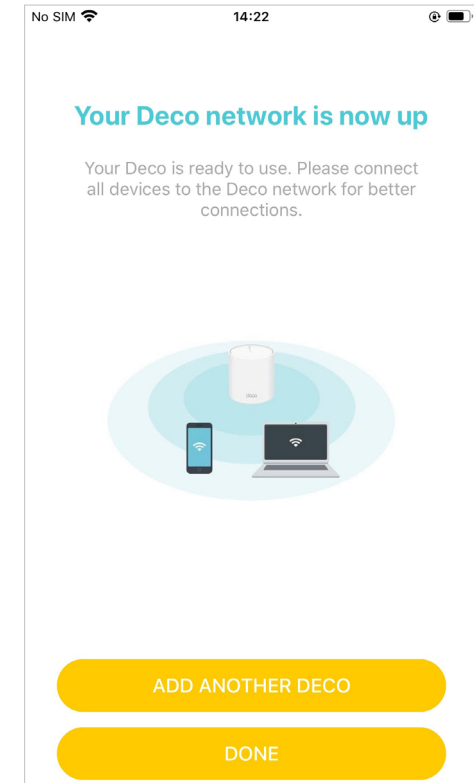 No SIM 14:22
Your Deco network is now up
Your Deco is ready to use. Please connect
all devices to the Deco network for better
connections.
deco
ADD ANOTHER DECO
DONE